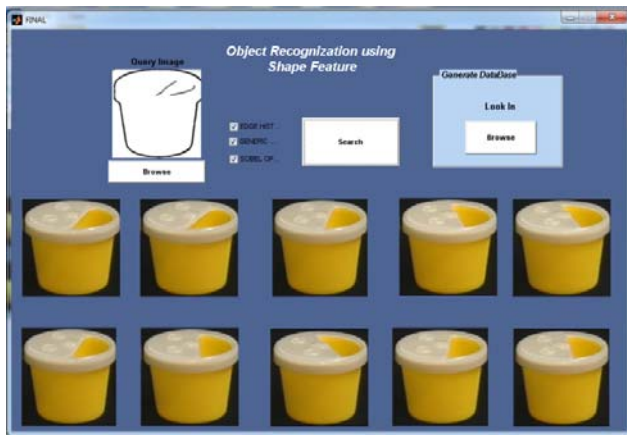 FINAL
Object Recognization using
Shape Feature
Query Image
Browse
EDGE HIST...
GENERIC ...
SOBEL OP...
Search
Generate DataBase
Look In
Browse